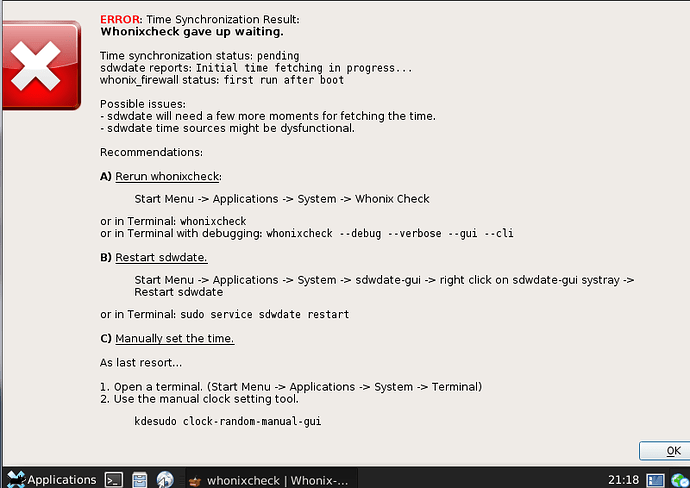 ERROR: Time Synchronization Result:
Whonixcheck gave up waiting.
Time synchronization status: pending
sdwdate reports: Initial time fetching in progress...
whonix_firewall status: first run after boot
Possible issues:
- sdwdate will need a few more moments for fetching the time.
- sdwdate time sources might be dysfunctional.
Recommendations:
A) Rerun whonixcheck:
Start Menu -> Applications -> System -> Whonix Check
or in Terminal: whonixcheck
or in Terminal with debugging: whonixcheck --debug --verbose --gui --cli
B) Restart sdwdate.
Start Menu -> Applications -> System -> sdwdate-gui -> right click on sdwdate-gui systray ->
Restart sdwdate
or in Terminal: sudo service sdwdate restart
C) Manually set the time.
As last resort...
1. Open a terminal. (Start Menu -> Applications -> System -> Terminal)
2. Use the manual clock setting tool.
kdesudo clock-random-manual-gui
OK
Applications
whonixcheck | Whonix-...
21:18